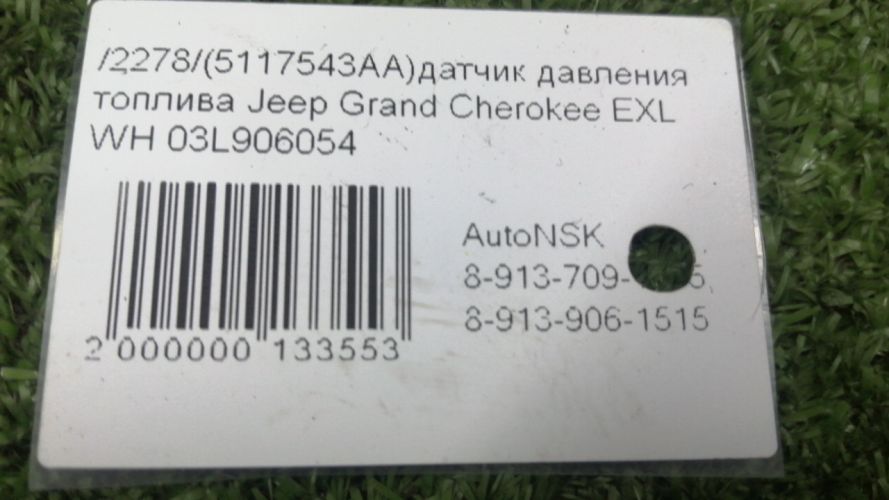 /2278/(5117543AA)датчик давления
топлива Jeep Grand Cherokee EXL
WH 03L906054
AutoNSK
8-913-906-1515
2 000000 133553